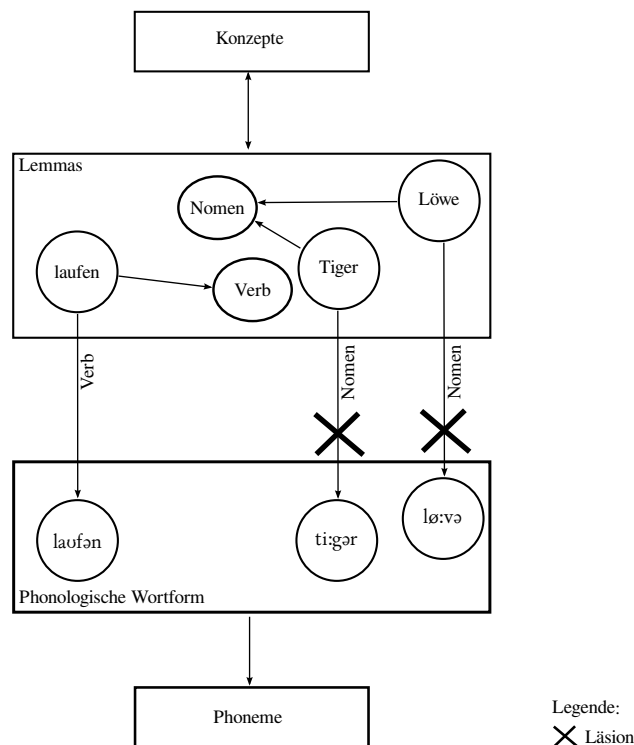 Konzepte
Lemmas
Löwe
Nomen
Tiger
laufen
Verb
Verb
Nomen
Nomen
lø:və
laʊfən
ti:gər
Phonologische Wortform
Phoneme
Legende:
Läsion